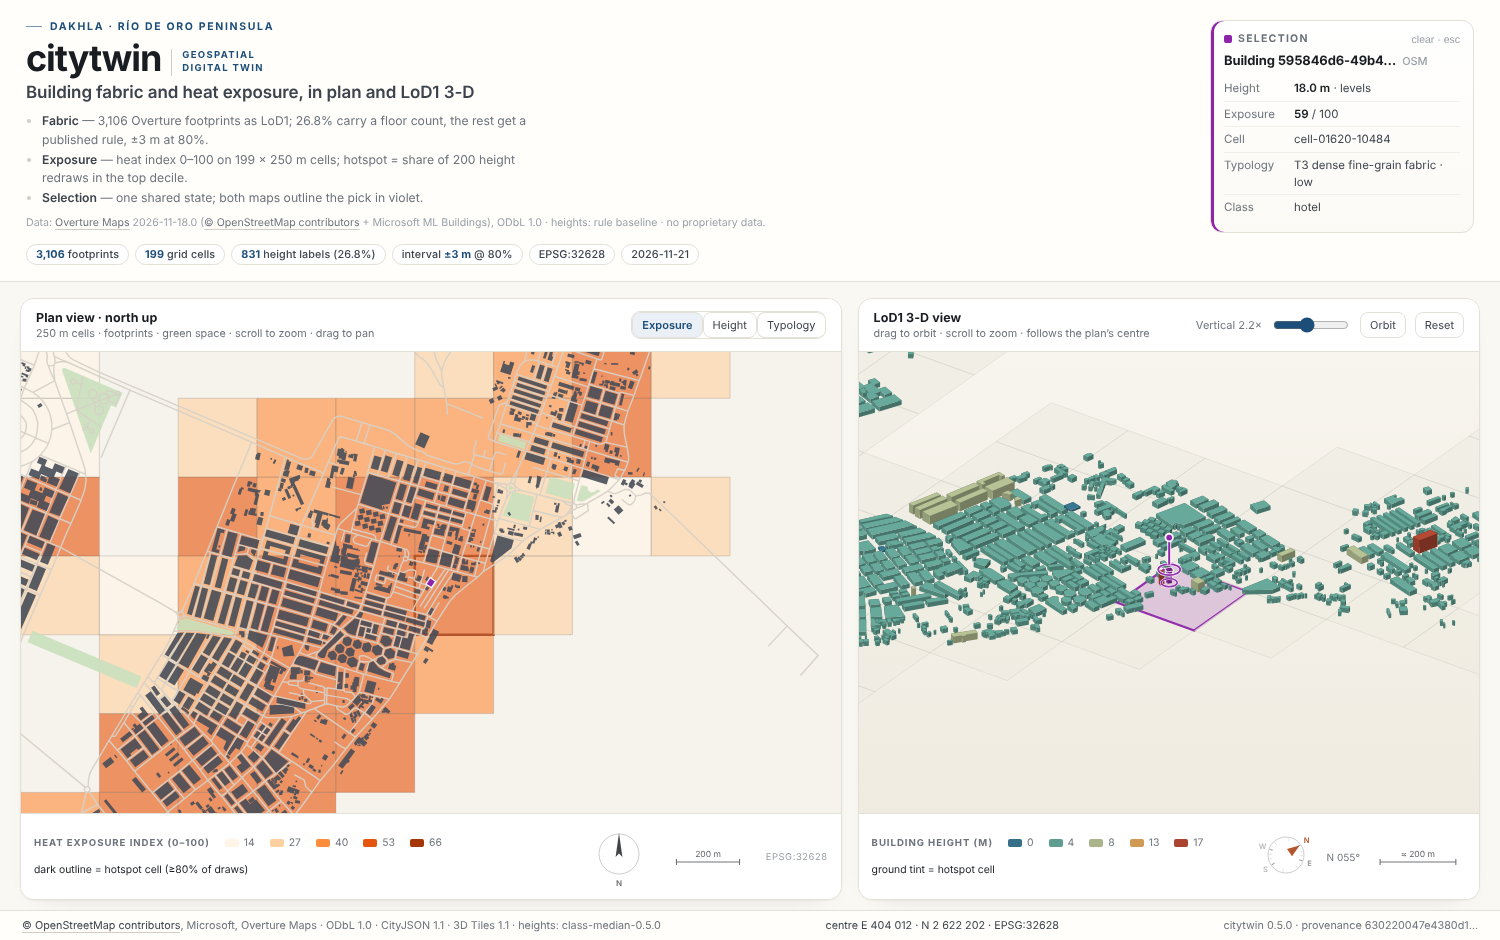 DAKHLA · RÍO DE ORO PENINSULA
citytwin
GEOSPATIAL
DIGITAL TWIN
Building fabric and heat exposure, in plan and LoD1 3-D
Fabric — 3,106 Overture footprints as LoD1; 26.8% carry a floor count, the rest get a
published rule, ±3 m at 80%.
Exposure — heat index 0–100 on 199 × 250 m cells; hotspot = share of 200 height
redraws in the top decile.
Selection — one shared state; both maps outline the pick in violet.
Data: Overture Maps 2026-11-18.0 (© OpenStreetMap contributors + Microsoft ML Buildings), ODbL 1.0 · heights: rule baseline · no proprietary data.
3,106 footprints
199 grid cells
831 height labels (26.8%)
interval ±3 m @ 80%
EPSG:32628
2026-11-21
SELECTION
clear · esc
Building 595846d6-49b4… OSM
Height 18.0 m · levels
Exposure 59 / 100
Cell cell-01620-10484
Typology T3 dense fine-grain fabric ·
low
Class hotel
Plan view · north up
250 m cells · footprints · green space · scroll to zoom · drag to pan
Exposure
Height
Typology
LoD1 3-D view
drag to orbit · scroll to zoom · follows the plan's centre
Vertical 2.2×
Orbit
Reset
HEAT EXPOSURE INDEX (0–100) 14 27 40 53 66
dark outline = hotspot cell (≥80% of draws)
N
200 m
EPSG:32628
BUILDING HEIGHT (M) 0 4 8 13 17
ground tint = hotspot cell
W
N
S
E
N 055°
≈ 200 m
© OpenStreetMap contributors, Microsoft, Overture Maps · ODbL 1.0 · CityJSON 1.1 · 3D Tiles 1.1 · heights: class-median-0.5.0
centre E 404 012 · N 2 622 202 · EPSG:32628
citytwin 0.5.0 · provenance 630220047e4380d1…